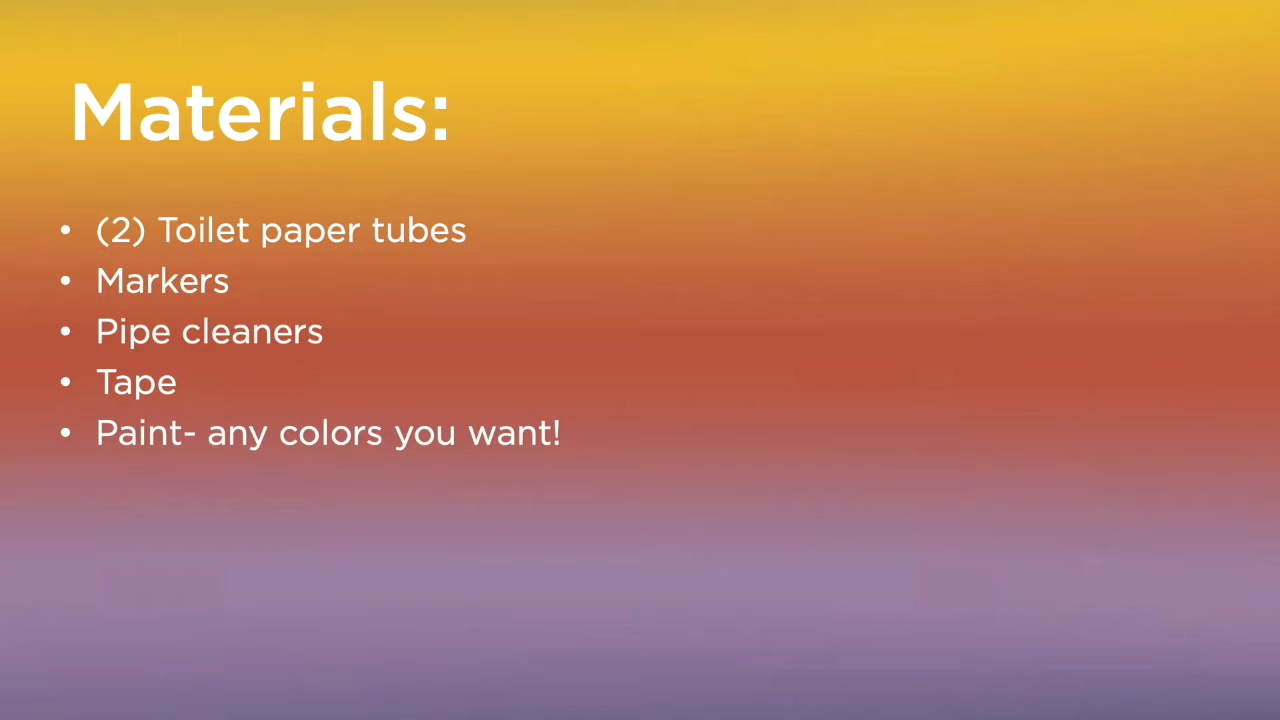 Materials:
• (2) Toilet paper tubes
• Markers
• Pipe cleaners
• Tape
• Paint- any colors you want!